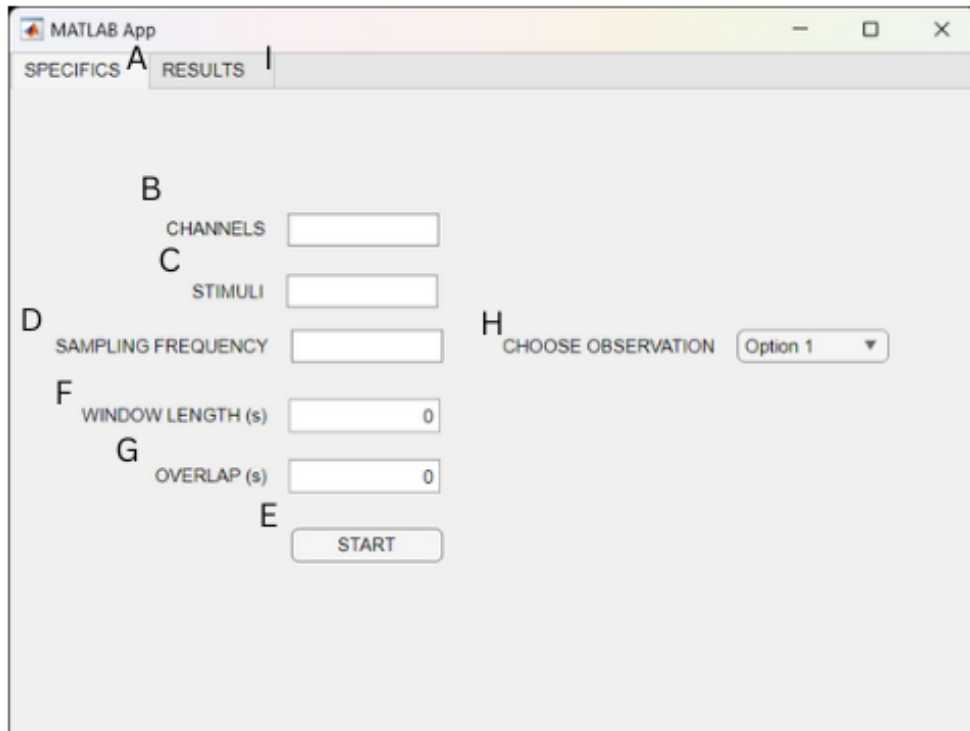 MATLAB App
SPECIFICS A RESULTS I
B
CHANNELS
C
STIMULI
D
SAMPLING FREQUENCY
H
CHOOSE OBSERVATION Option 1
F
WINDOW LENGTH (s) 0
G
OVERLAP (s) 0
E
START